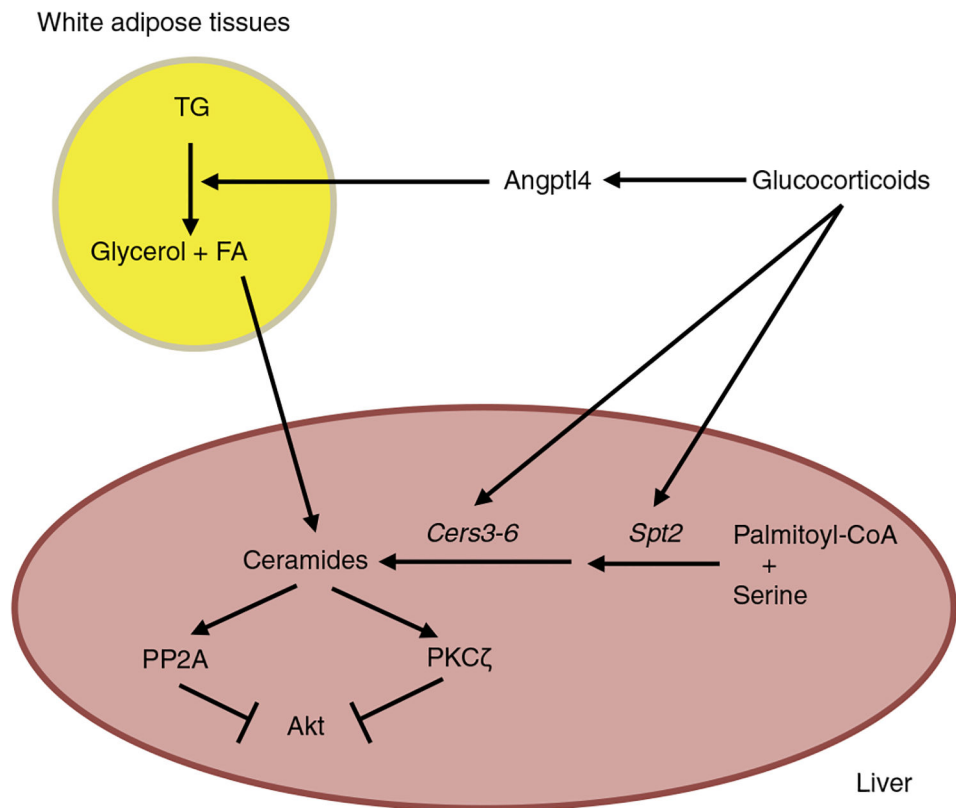 White adipose tissues
TG
Angptl4
Glucocorticoids
Glycerol + FA
Cers3-6
Spt2
Palmitoyl-CoA
+
Serine
Ceramides
PP2A
PKCζ
Akt
Liver